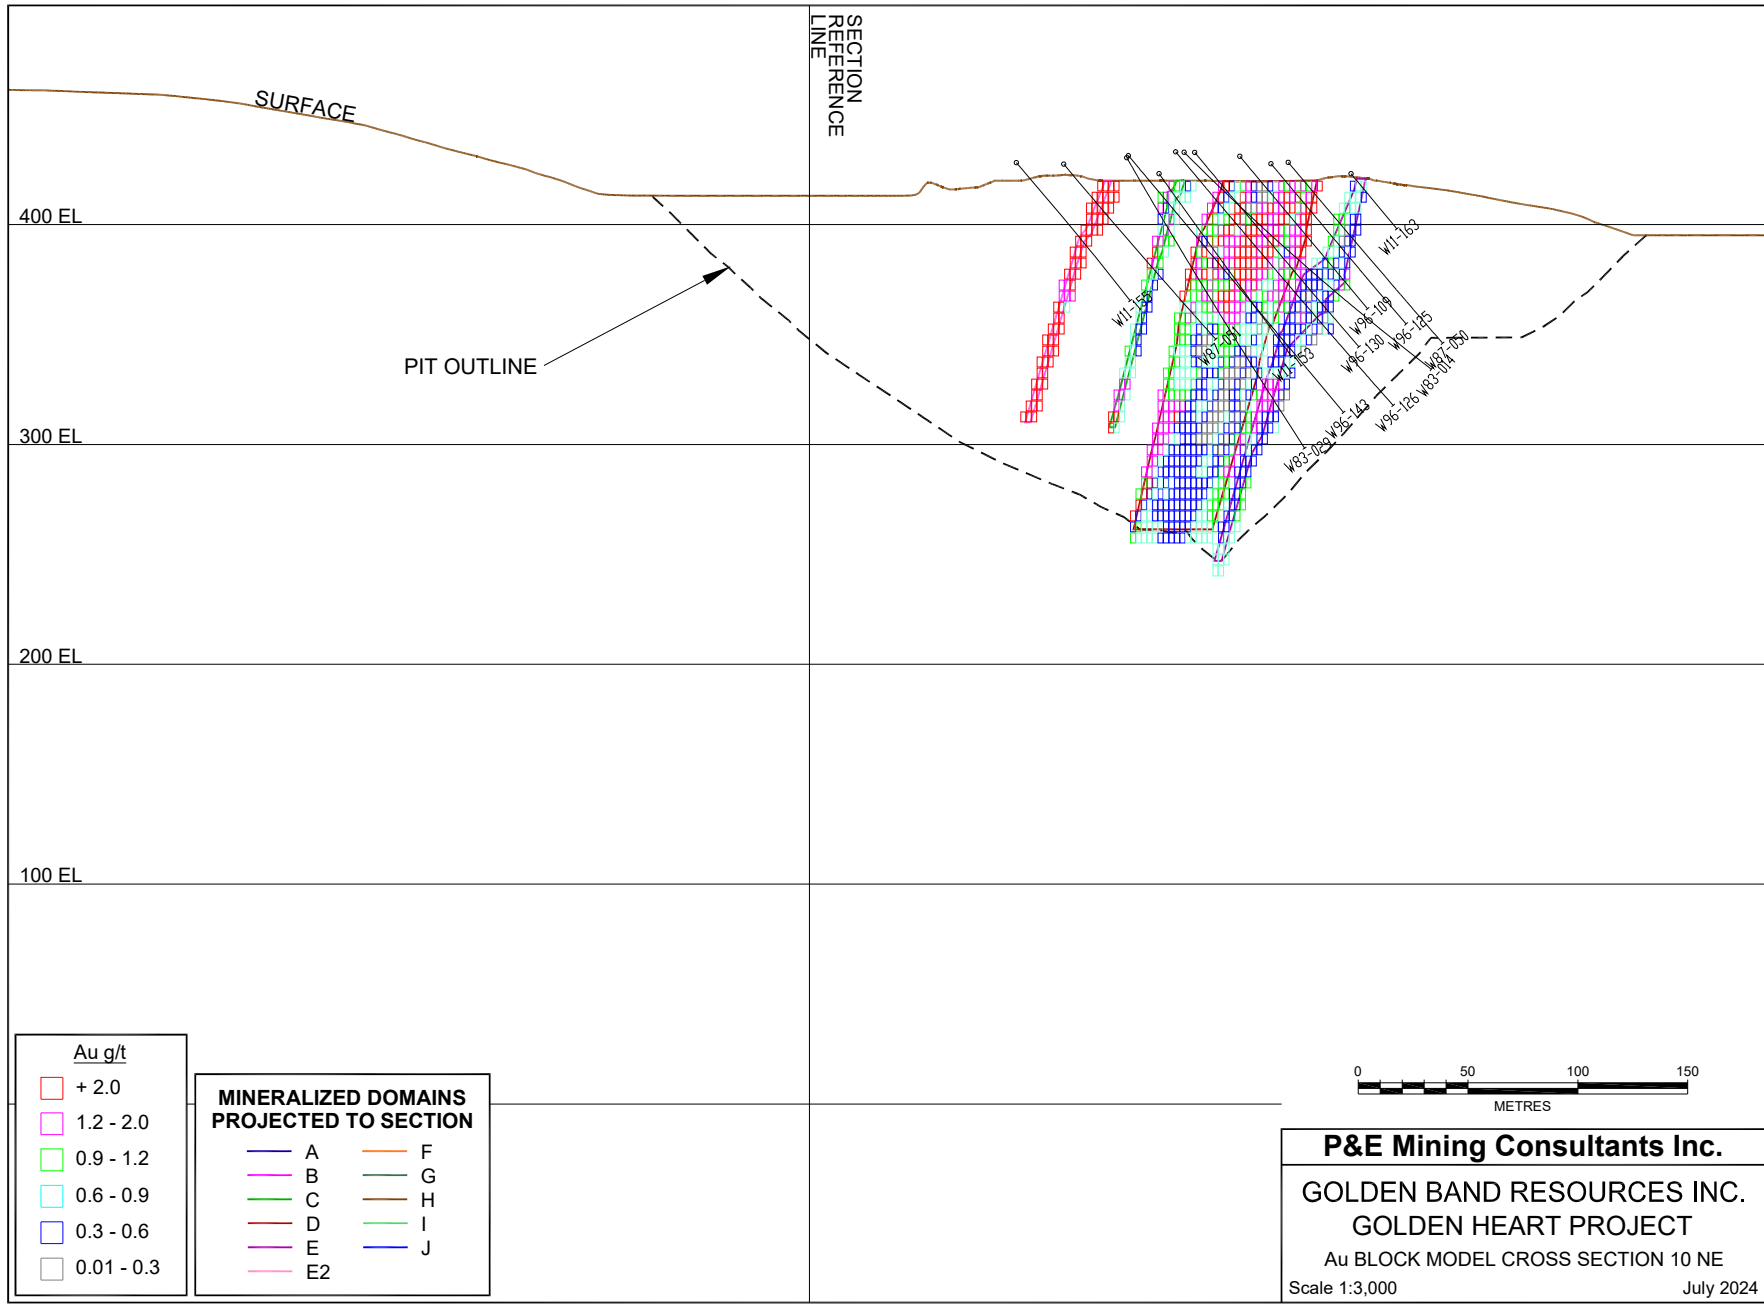 SECTION
REFERENCE
LINE
SURFACE
400 EL
PIT OUTLINE
W11-163
W11-155
W87-051
W11-153
W96-109
W96-125
W96-130
W87-050
W83-014
W96-126
W96-143
W83-029
300 EL
200 EL
100 EL
Au g/t
+ 2.0
1.2 - 2.0
0.9 - 1.2
0.6 - 0.9
0.3 - 0.6
0.01 - 0.3
MINERALIZED DOMAINS
PROJECTED TO SECTION
A
B
C
D
E
E2
F
G
H
I
J
0 50 100 150
METRES
P&E Mining Consultants Inc.
GOLDEN BAND RESOURCES INC.
GOLDEN HEART PROJECT
Au BLOCK MODEL CROSS SECTION 10 NE
Scale 1:3,000 July 2024